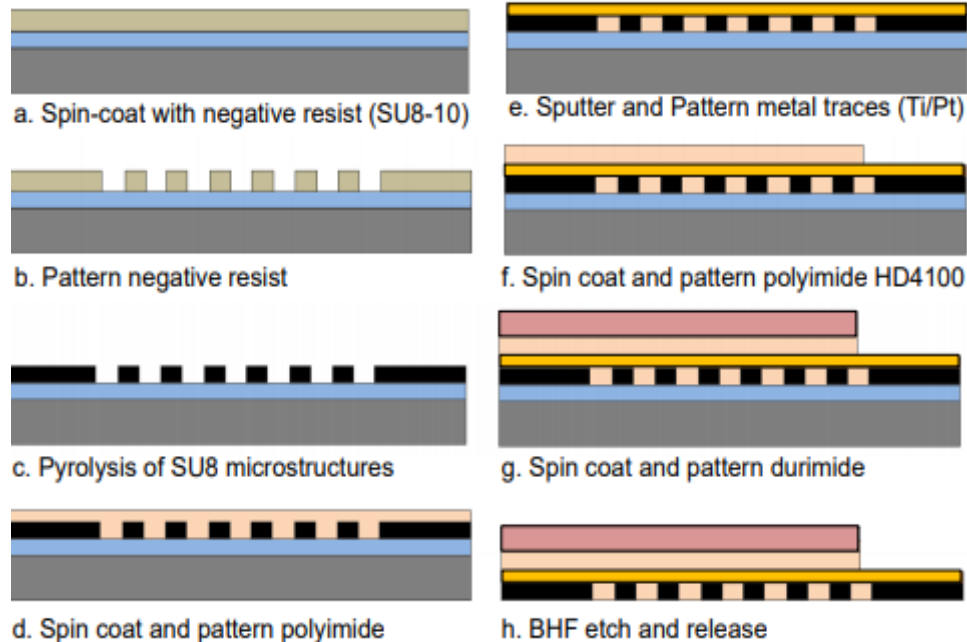 a. Spin-coat with negative resist (SU8-10)
b. Pattern negative resist
c. Pyrolysis of SU8 microstructures
d. Spin coat and pattern polyimide
e. Sputter and Pattern metal traces (Ti/Pt)
f. Spin coat and pattern polyimide HD4100
g. Spin coat and pattern durimide
h. BHF etch and release